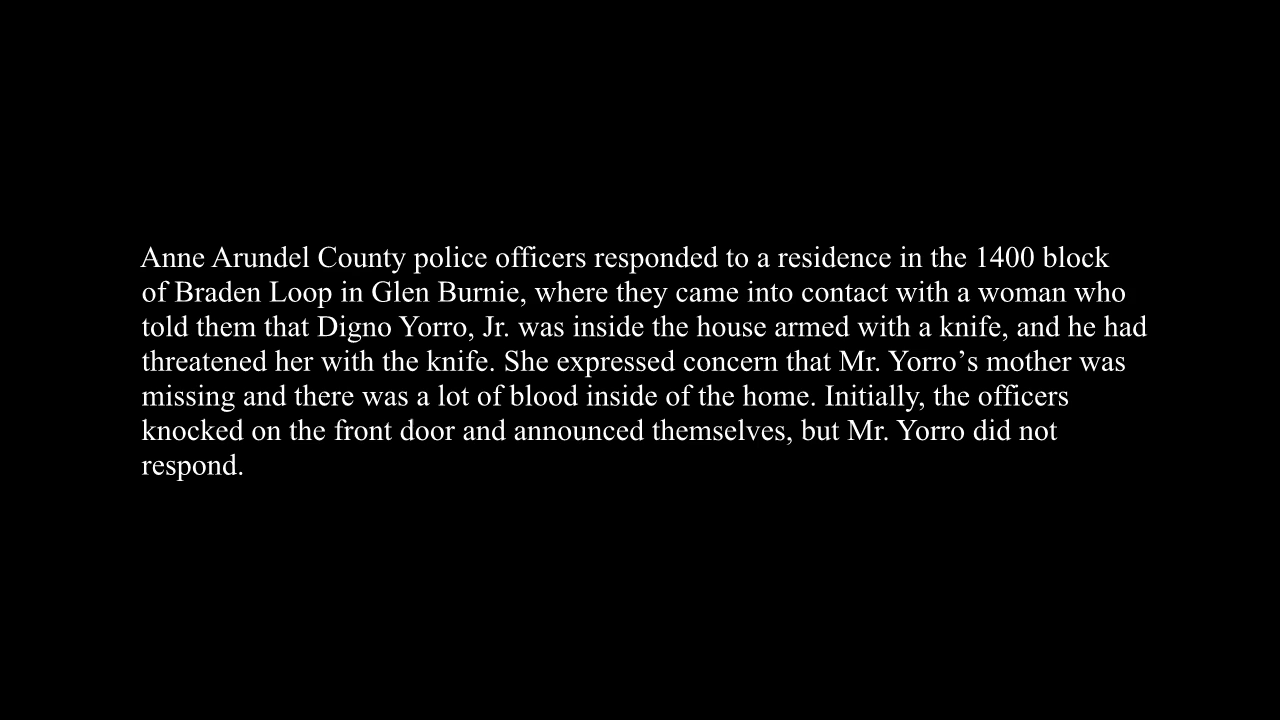 Anne Arundel County police officers responded to a residence in the 1400 block
of Braden Loop in Glen Burnie, where they came into contact with a woman who
told them that Digno Yorro, Jr. was inside the house armed with a knife, and he had
threatened her with the knife. She expressed concern that Mr. Yorro’s mother was
missing and there was a lot of blood inside of the home. Initially, the officers
knocked on the front door and announced themselves, but Mr. Yorro did not
respond.